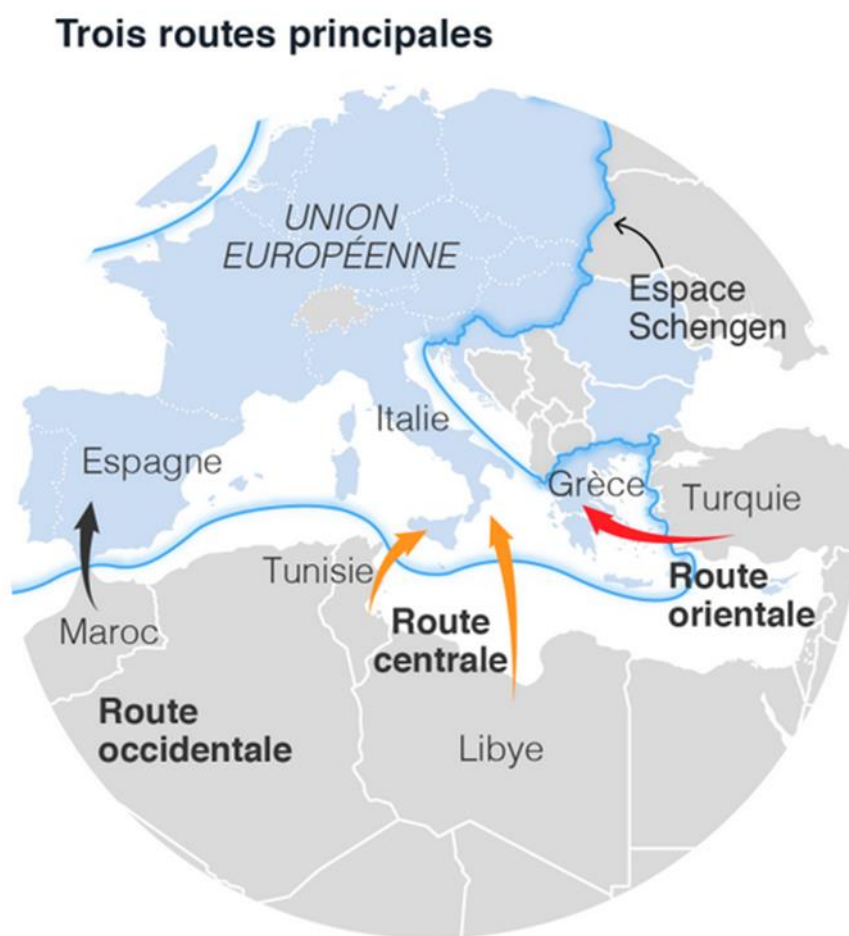 Trois routes principales
UNION
EUROPÉENNE
Espace
Schengen
Italie
Espagne
Grèce
Turquie
Tunisie
Route
orientale
Maroc
Route
centrale
Route
occidentale
Libye